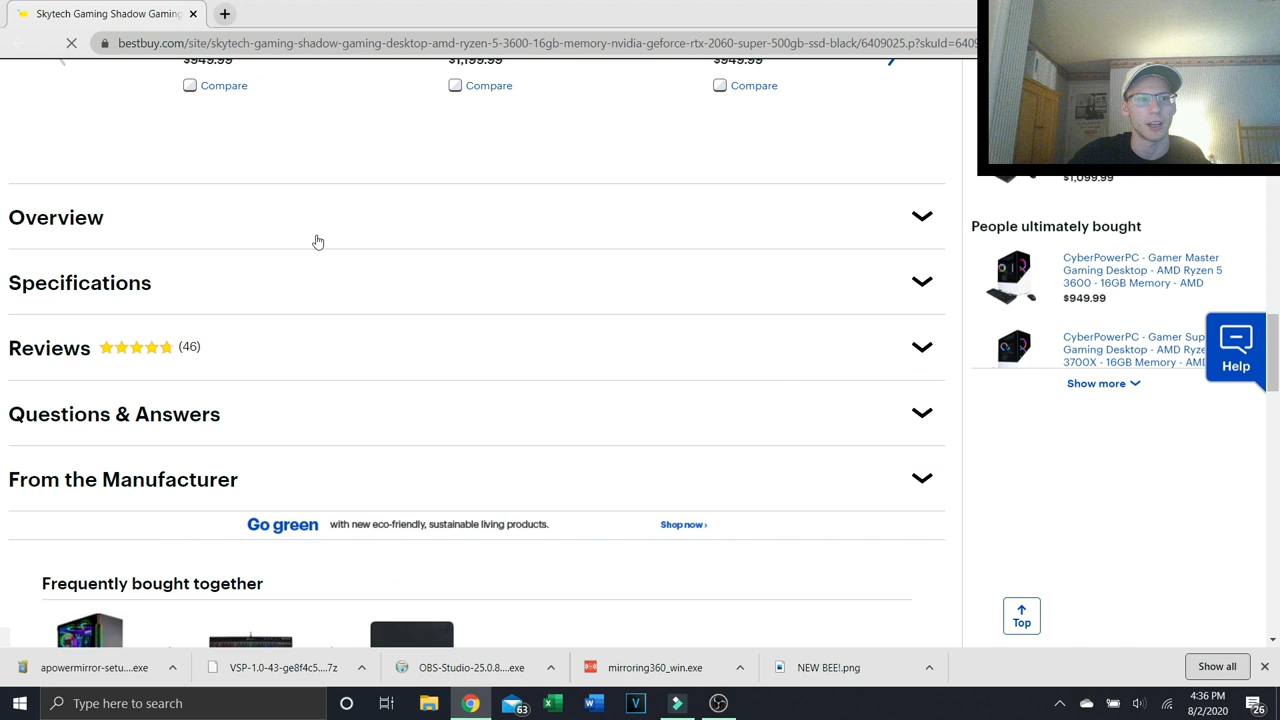 Skytech Gaming Shadow Gaming
bestbuy.com/site/skytech-gaming-shadow-gaming-desktop-amd-ryzen-5-3600-16gb-memory-nvidia-geforce-rtx-2060-super-500gb-ssd-black/6409025.p?skuId=6409
$949.99
$1,199.99
$949.99
Compare
Compare
Compare
$1,099.99
Overview
Specifications
Reviews (46)
Questions & Answers
From the Manufacturer
Go green with new eco-friendly, sustainable living products. Shop now ›
Frequently bought together
People ultimately bought
CyberPowerPC - Gamer Master
Gaming Desktop - AMD Ryzen 5
3600 - 16GB Memory - AMD
$949.99
CyberPowerPC - Gamer Sup
Gaming Desktop - AMD Ryze
3700X - 16GB Memory - AMD
Show more
Help
Top
apowermirror-setu....exe
VSP-1.0-43-ge8f4c5....7z
OBS-Studio-25.0.8....exe
mirroring360_win.exe
NEW BEE!.png
Show all
Type here to search
63
4:36 PM
8/2/2020
26